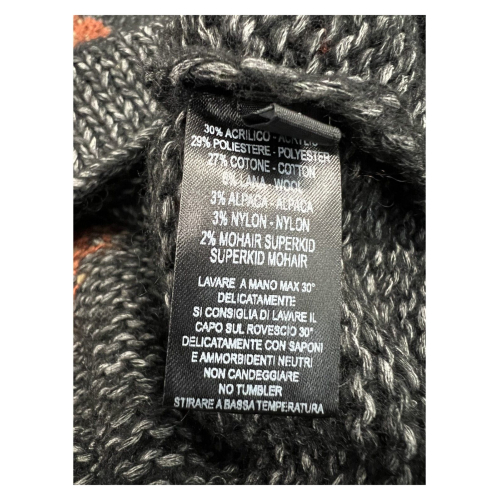 30% ACRILICO - ACRYLIC
29% POLIESTERE - POLYESTER
27% COTONE - COTTON
6% LANA - WOOL
3% ALPACA - ALPACA
3% NYLON - NYLON
2% MOHAIR SUPERKID
SUPERKID MOHAIR
LAVARE A MANO MAX 30°
DELICATAMENTE
SI CONSIGLIA DI LAVARE IL
CAPO SUL ROVESCIO 30°
DELICATAMENTE CON SAPONI
E AMMORBIDENTI NEUTRI
NON CANDEGGIARE
NO TUMBLER
STIRARE A BASSA TEMPERATURA